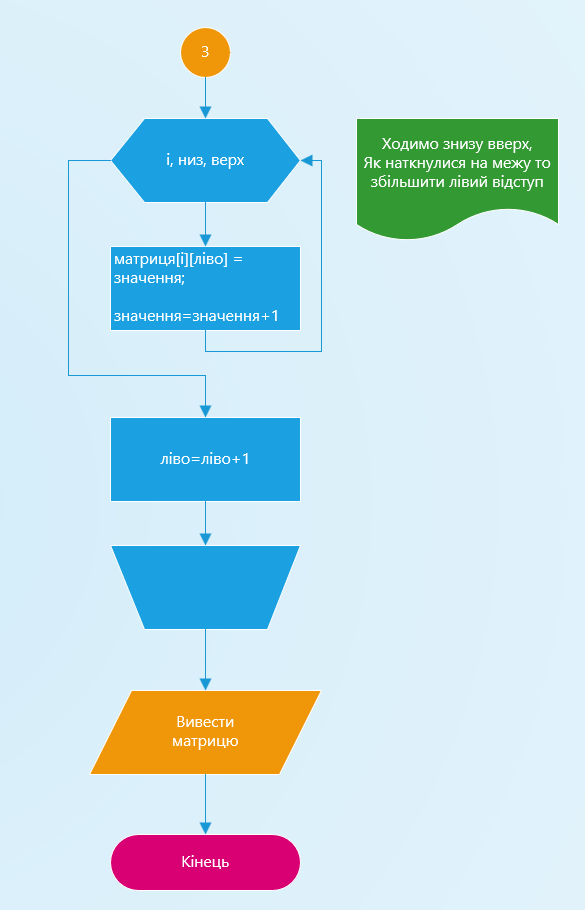 3
і, низ, верх
Ходимо знизу вверх,
Як наткнулися на межу то
збільшити лівий відступ
матриця[і][ліво] =
значення;
значення=значення+1
ліво=ліво+1
Вивести
матрицю
Кінець